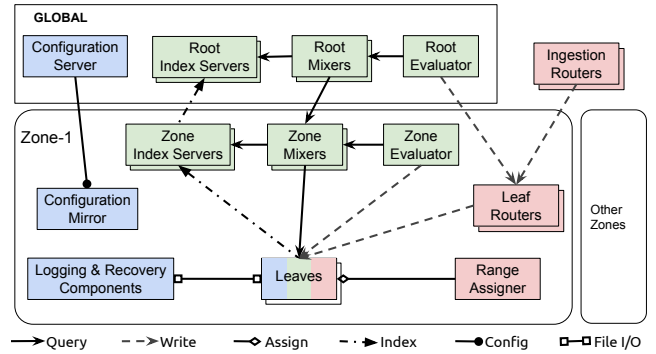 GLOBAL
Configuration
Server
Root
Index Servers
Root
Mixers
Root
Evaluator
Ingestion
Routers
Zone-1
Zone
Index Servers
Zone
Mixers
Zone
Evaluator
Configuration
Mirror
Leaf
Routers
Other
Zones
Logging & Recovery
Components
Leaves
Range
Assigner
Query
Write
Assign
Index
Config
File I/O